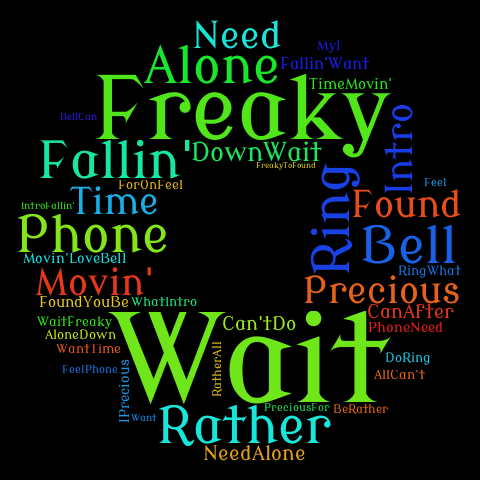 Need
Alone
Myl
Fallin'Want
Freaky
TimeMovin'
BellCan
Fallin'
DownWait
FreakyToFound
Intro
Ring
ForOnFeel
Feel
Time
Found
IntroFallin'
Phone
Bell
Movin'LoveBell
RingWhat
Movin'
Precious
FoundYouBe
WhatIntro
CanAFter
WaitFreaky
Can'tDo
PhoneNeed
AloneDown
Wait
WantTime
RatherAll
DoRing
FeelPhone
IPrecious
AllCan't
PreciousFor
BeRather
Want
Rather
NeedAlone